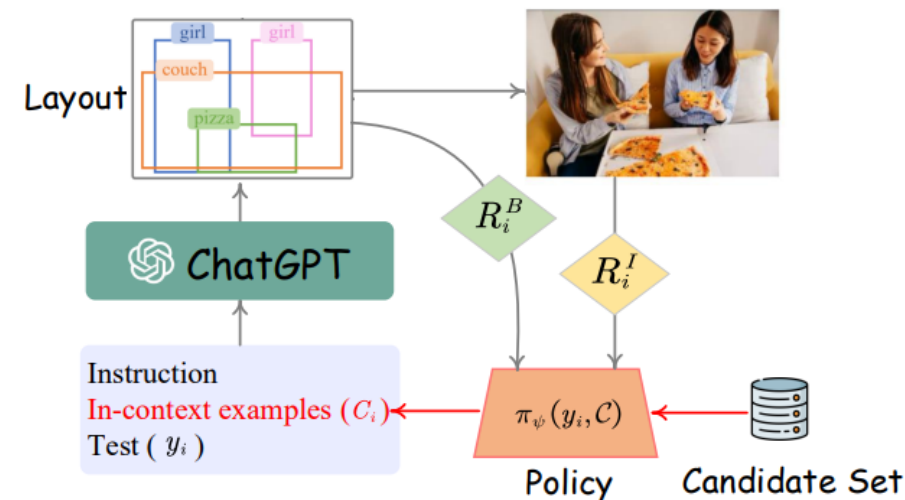 girl
girl
couch
pizza
Layout
R_i^B
R_i^I
ChatGPT
Instruction
In-context examples (C_i)
Test ( y_i )
π_ψ(y_i, 𝒞)
Policy
Candidate Set